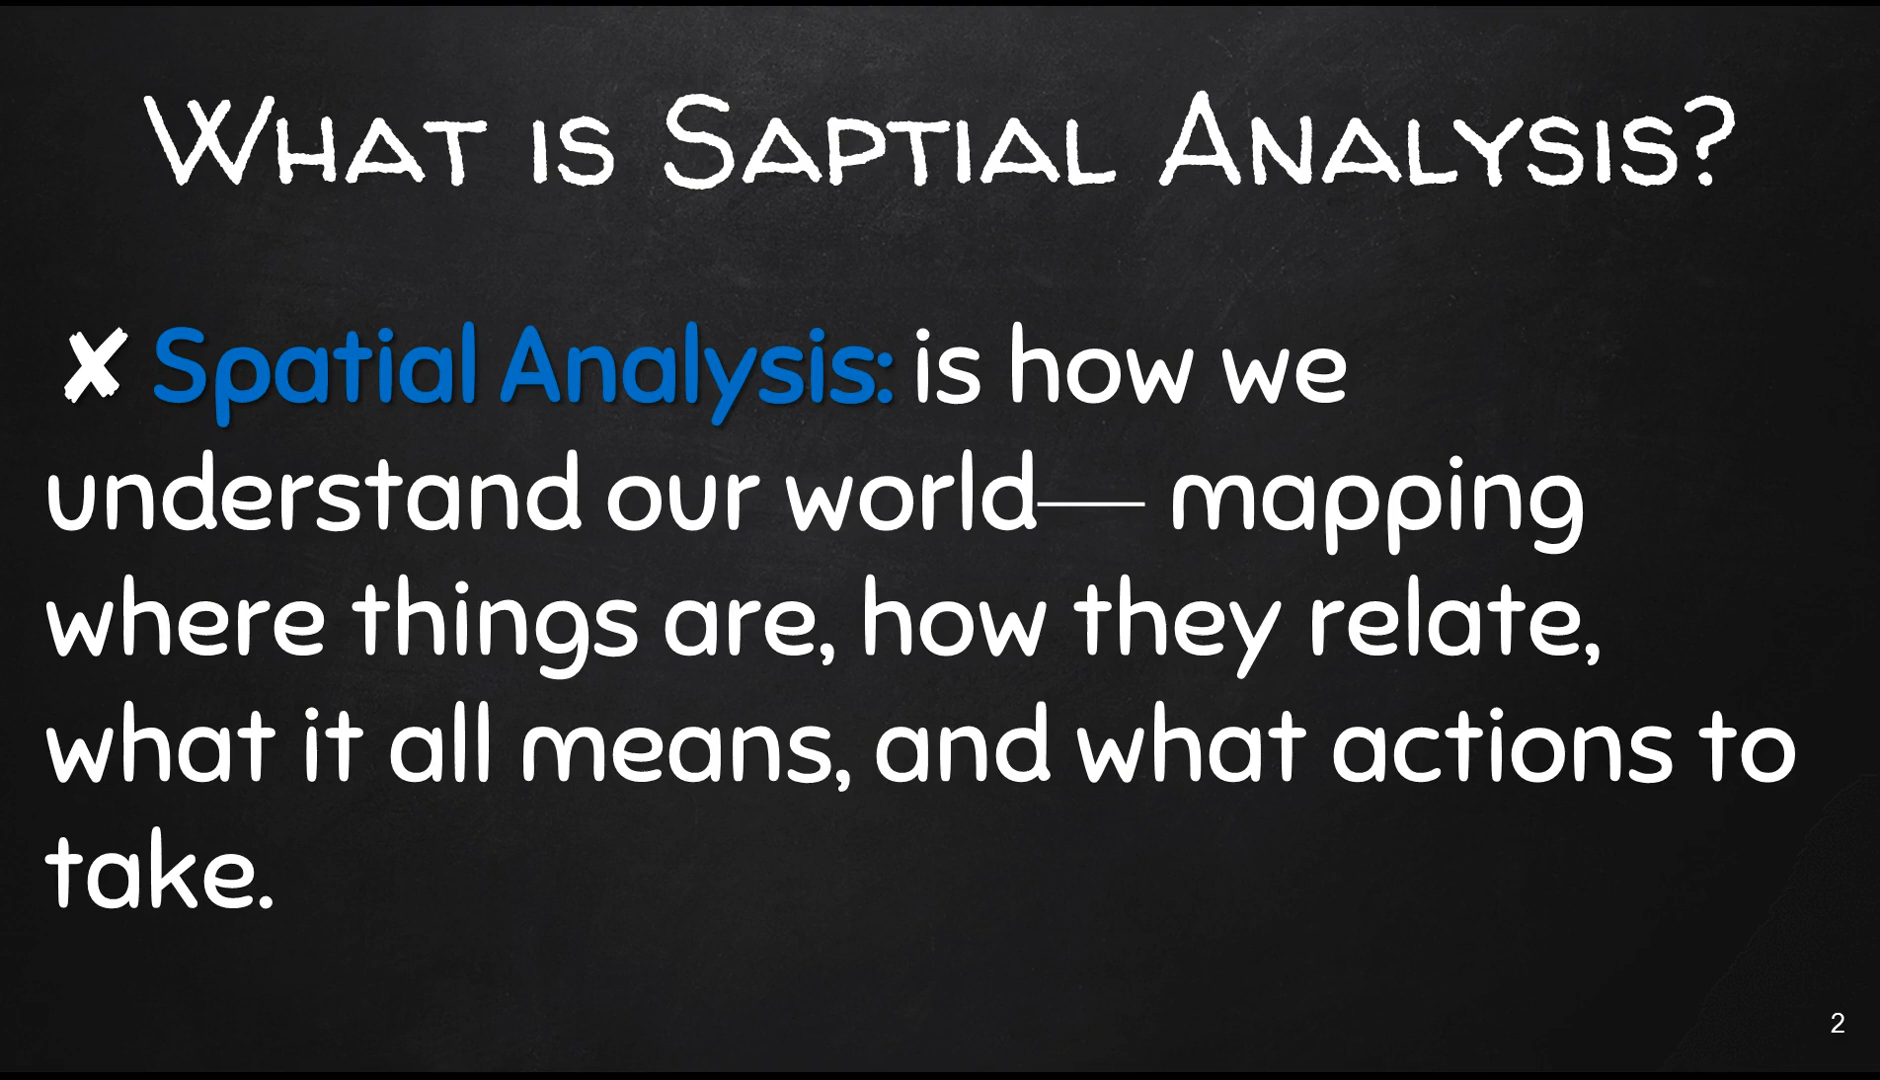 What is Saptial Analysis?
✘ Spatial Analysis: is how we
understand our world— mapping
where things are, how they relate,
what it all means, and what actions to
take.
2